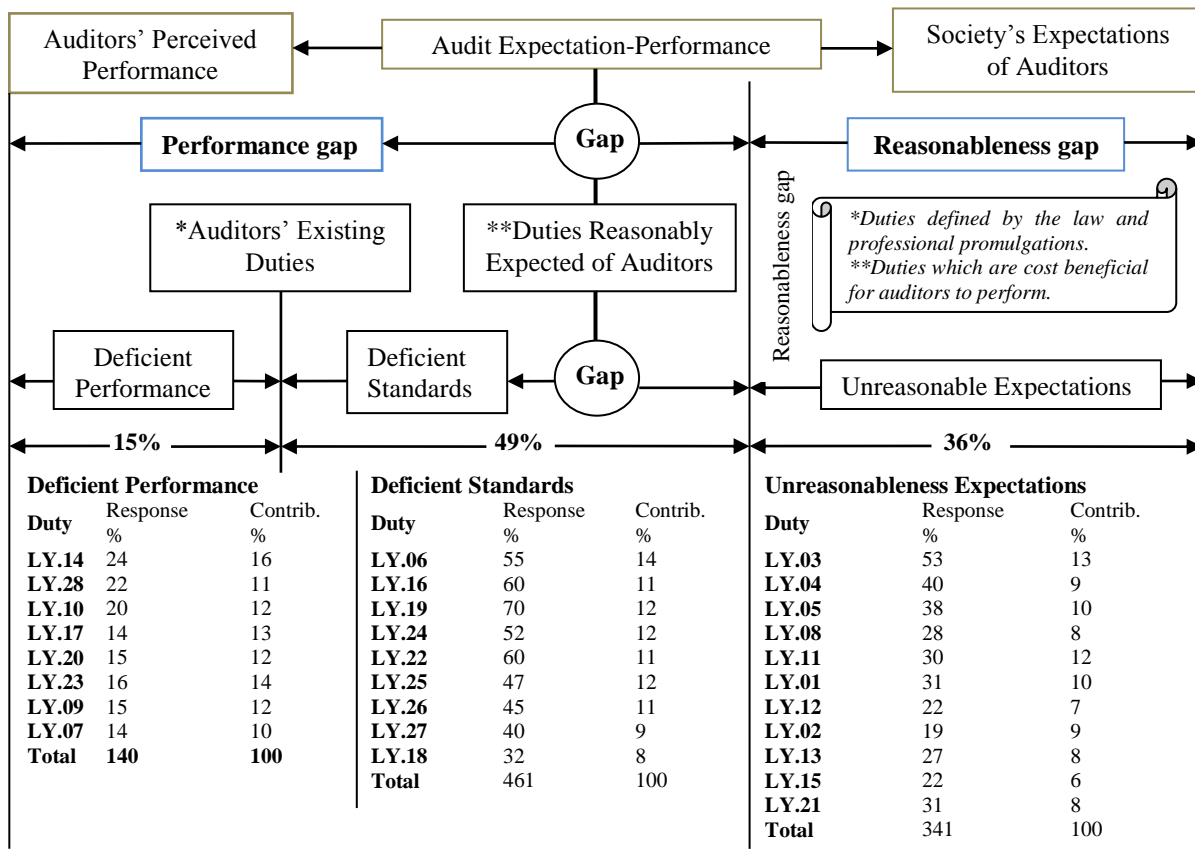 Auditors’ Perceived
Performance
Audit Expectation-Performance
Society’s Expectations
of Auditors
Performance gap
Gap
Reasonableness gap
*Auditors’ Existing
Duties
**Duties Reasonably
Expected of Auditors
Reasonableness gap
*Duties defined by the law and
professional promulgations.
**Duties which are cost beneficial
for auditors to perform.
Deficient
Performance
Deficient
Standards
Gap
Unreasonable Expectations
15%
49%
36%
Deficient Performance
Duty Response % Contrib. %
LY.14 24 16
LY.28 22 11
LY.10 20 12
LY.17 14 13
LY.20 15 12
LY.23 16 14
LY.09 15 12
LY.07 14 10
Total 140 100
Deficient Standards
Duty Response % Contrib. %
LY.06 55 14
LY.16 60 11
LY.19 70 12
LY.24 52 12
LY.22 60 11
LY.25 47 12
LY.26 45 11
LY.27 40 9
LY.18 32 8
Total 461 100
Unreasonableness Expectations
Duty Response % Contrib. %
LY.03 53 13
LY.04 40 9
LY.05 38 10
LY.08 28 8
LY.11 30 12
LY.01 31 10
LY.12 22 7
LY.02 19 9
LY.13 27 8
LY.15 22 6
LY.21 31 8
Total 341 100